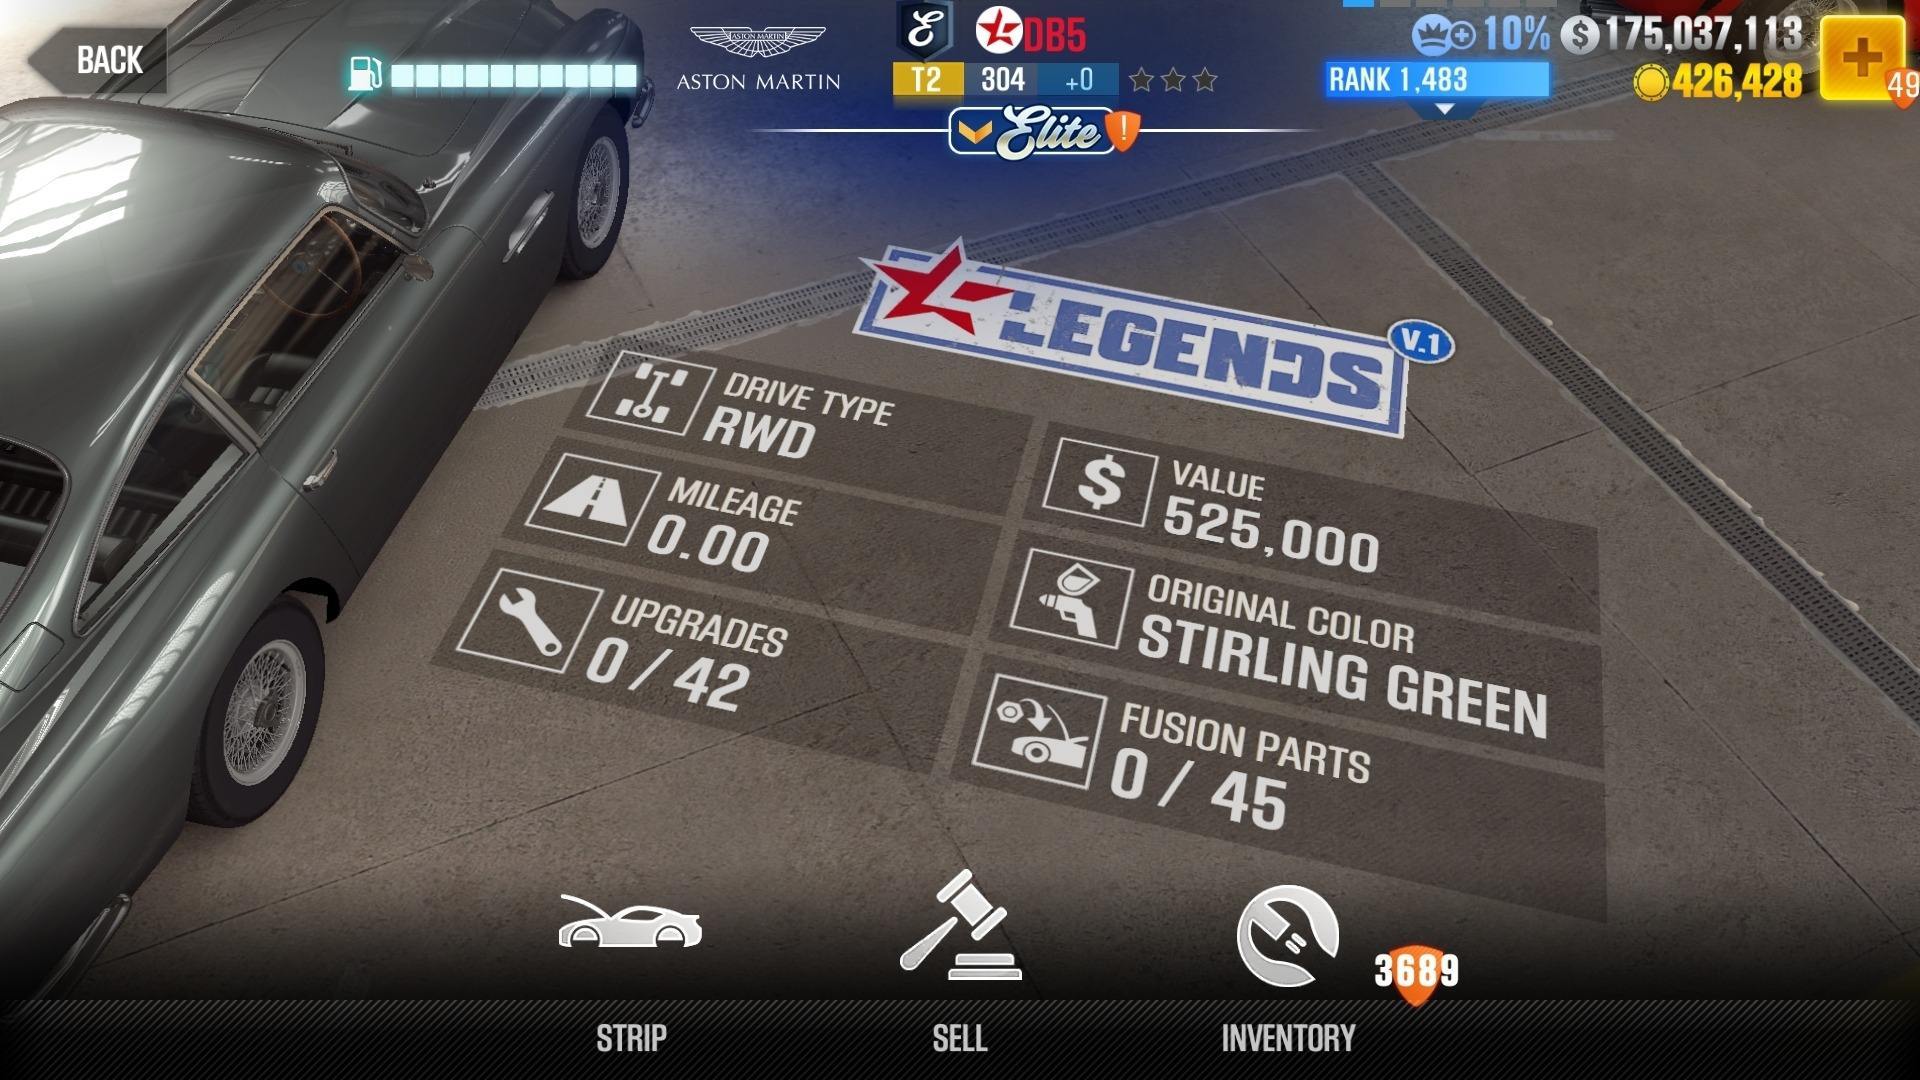 BACK
ASTON MARTIN
ASTON MARTIN
E
DB5
T2 304 +0
Elite !
10%
$ 175,037,113
RANK 1,483
426,428
49
LEGENDS
V.1
DRIVE TYPE
RWD
MILEAGE
0.00
UPGRADES
0 / 42
$
VALUE
525,000
ORIGINAL COLOR
STIRLING GREEN
FUSION PARTS
0 / 45
STRIP
SELL
INVENTORY
3689